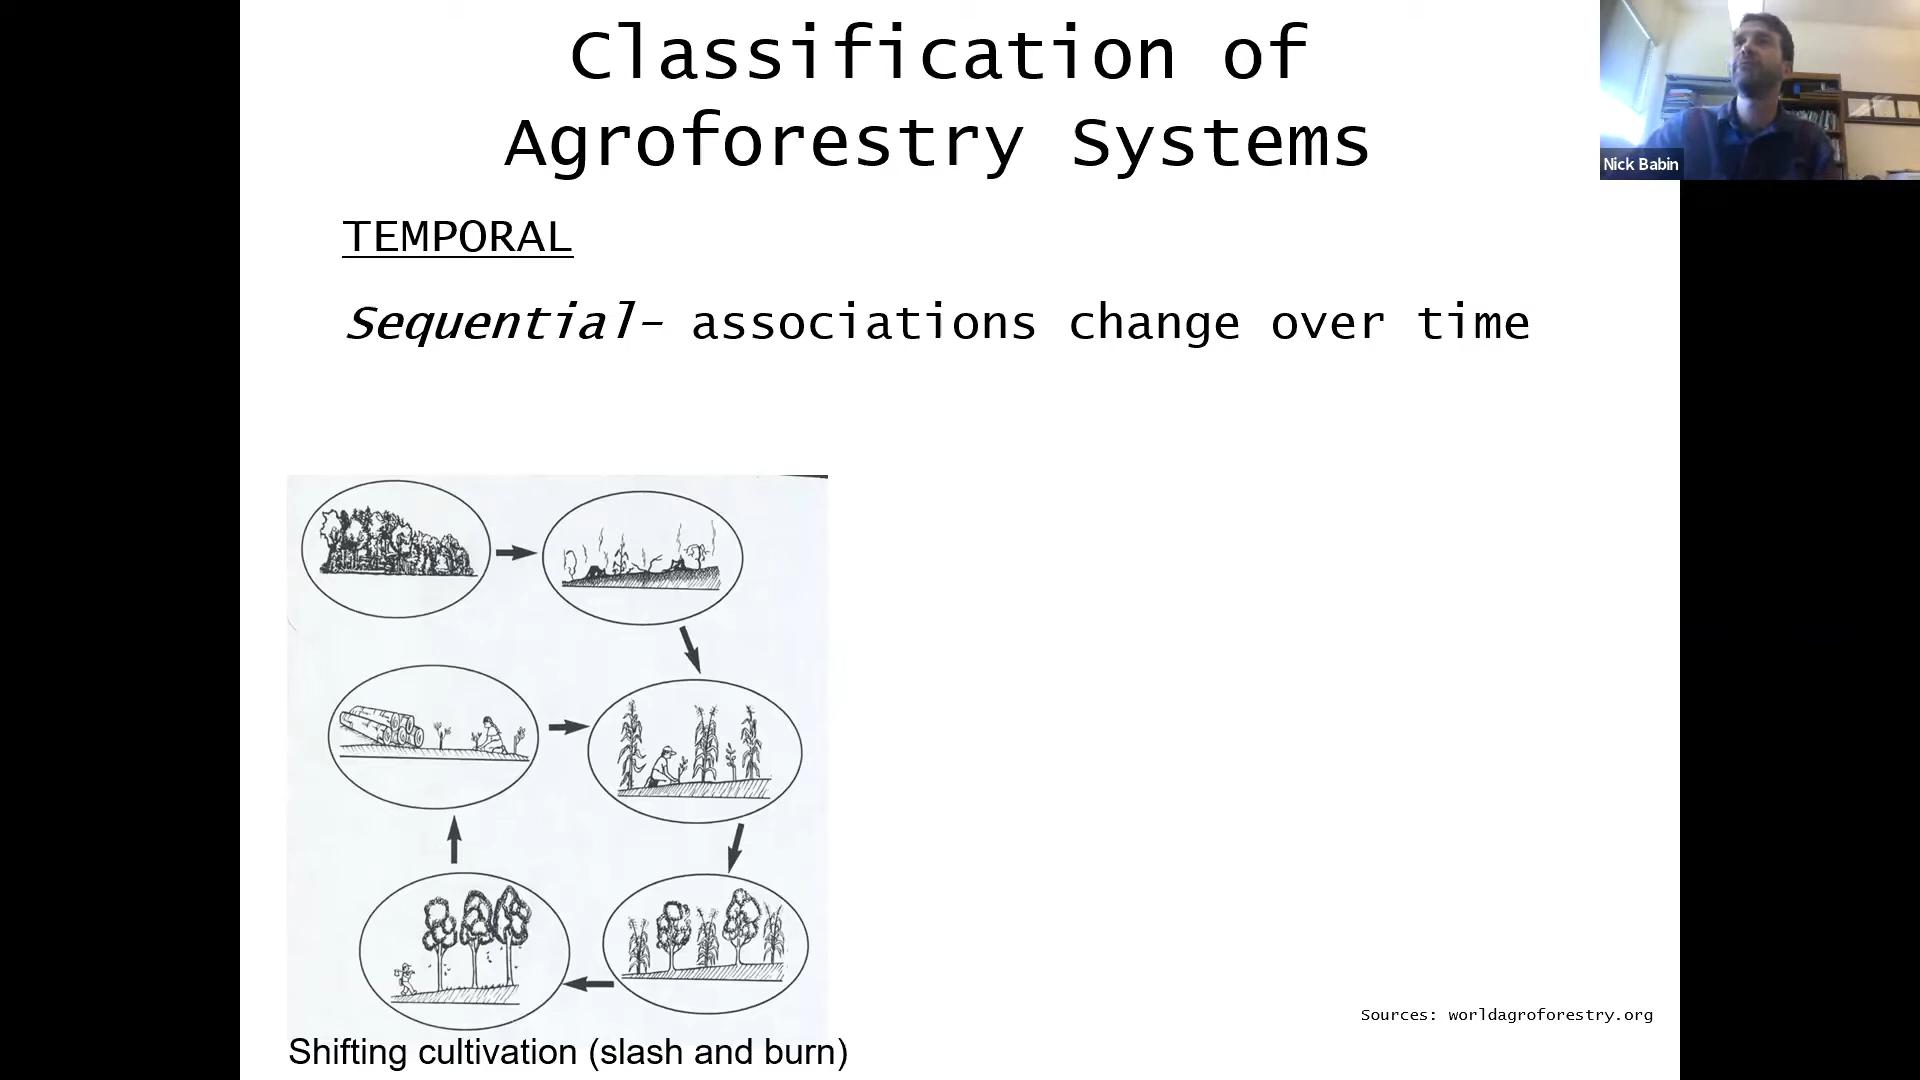 Classification of
Agroforestry Systems
Nick Babin
TEMPORAL
Sequential- associations change over time
Sources: worldagroforestry.org
Shifting cultivation (slash and burn)